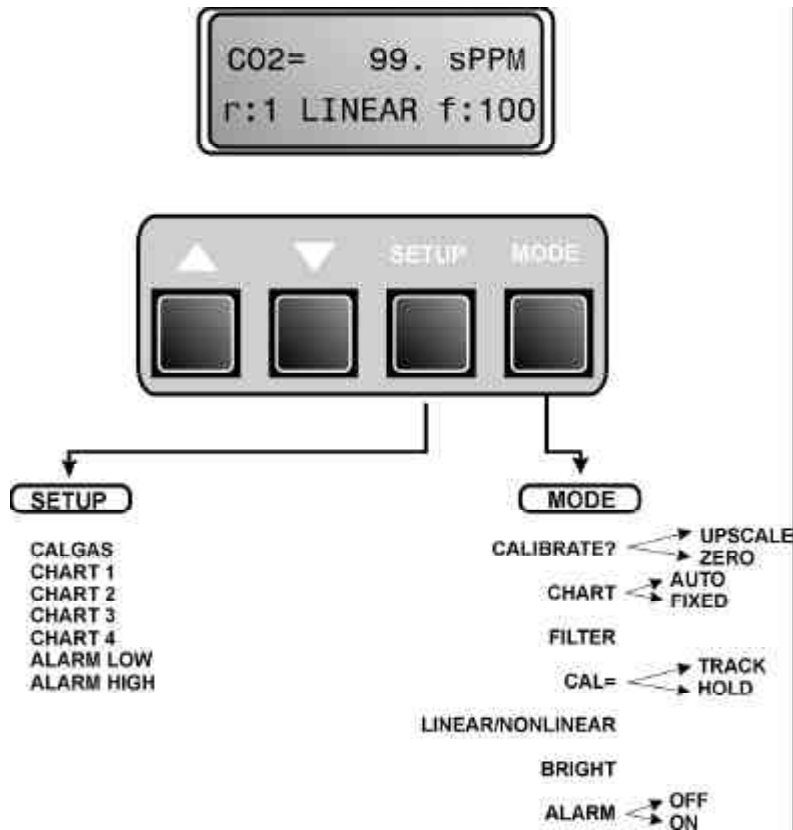 CO2= 99. sPPM
r:1 LINEAR f:100
SETUP MODE
SETUP
CALGAS
CHART 1
CHART 2
CHART 3
CHART 4
ALARM LOW
ALARM HIGH
MODE
CALIBRATE? UPSCALE
ZERO
CHART AUTO
FIXED
FILTER
CAL= TRACK
HOLD
LINEAR/NONLINEAR
BRIGHT
ALARM OFF
ON